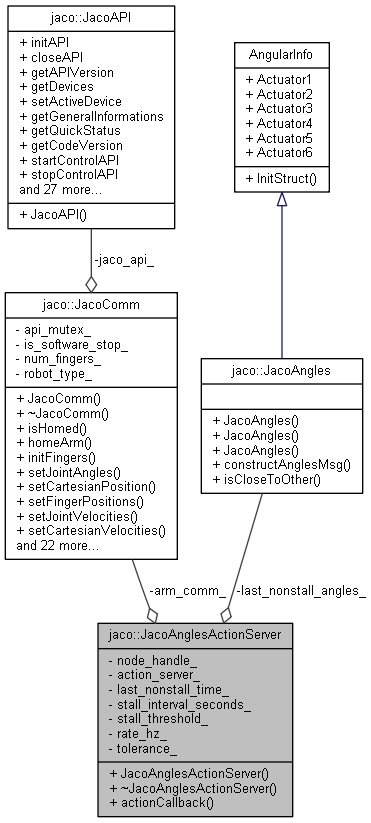 jaco::JacoAPI
+ initAPI
+ closeAPI
+ getAPIVersion
+ getDevices
+ setActiveDevice
+ getGeneralInformations
+ getQuickStatus
+ getCodeVersion
+ startControlAPI
+ stopControlAPI
and 27 more...
+ JacoAPI()
AngularInfo
+ Actuator1
+ Actuator2
+ Actuator3
+ Actuator4
+ Actuator5
+ Actuator6
+ InitStruct()
-jaco_api_
jaco::JacoComm
- api_mutex_
- is_software_stop_
- num_fingers_
- robot_type_
+ JacoComm()
+ ~JacoComm()
+ isHomed()
+ homeArm()
+ initFingers()
+ setJointAngles()
+ setCartesianPosition()
+ setFingerPositions()
+ setJointVelocities()
+ setCartesianVelocities()
and 22 more...
jaco::JacoAngles
+ JacoAngles()
+ JacoAngles()
+ JacoAngles()
+ constructAnglesMsg()
+ isCloseToOther()
-arm_comm_
-last_nonstall_angles_
jaco::JacoAnglesActionServer
- node_handle_
- action_server_
- last_nonstall_time_
- stall_interval_seconds_
- stall_threshold_
- rate_hz_
- tolerance_
+ JacoAnglesActionServer()
+ ~JacoAnglesActionServer()
+ actionCallback()